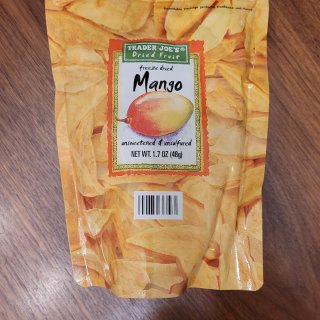 TRADER JOE'S®
Dried Fruit
freeze dried
Mango
unsweetened & unsulfured
NET WT. 1.7 OZ (48g)